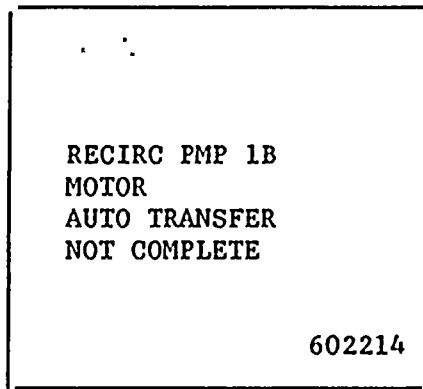 RECIRC PMP 1B
MOTOR
AUTO TRANSFER
NOT COMPLETE
602214